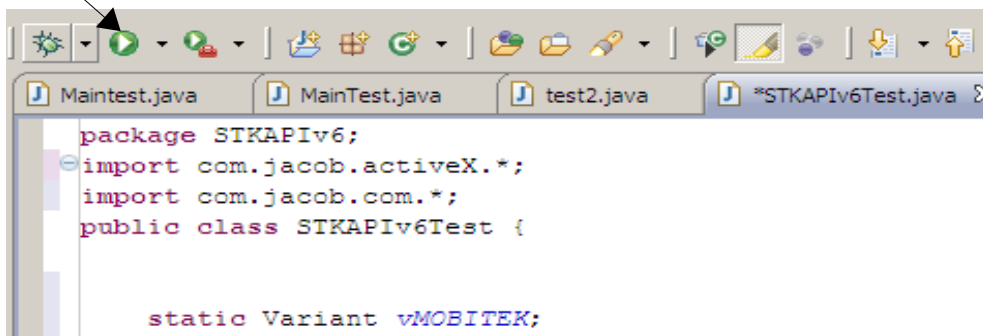 Maintest.java MainTest.java test2.java *STKAPIv6Test.java
package STKAPIv6;
import com.jacob.activeX.*;
import com.jacob.com.*;
public class STKAPIv6Test {
static Variant vMOBITEK;